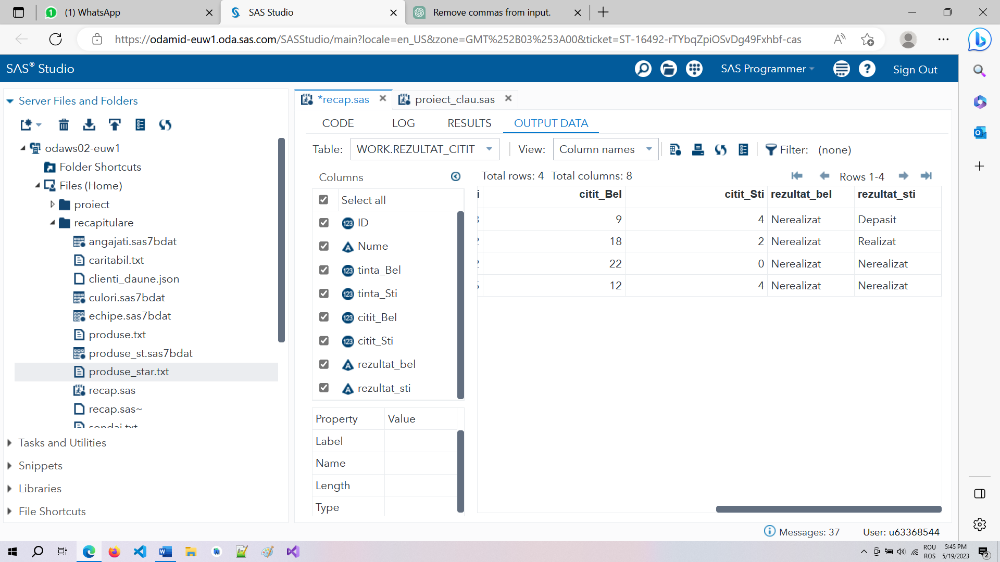 (1) WhatsApp
SAS Studio
Remove commas from input.
https://odamid-euw1.oda.sas.com/SASStudio/main?locale=en_US&zone=GMT%252B03%253A00&ticket=ST-16492-rTYbqZpiOSvDg49Fxhbf-cas
SAS® Studio
SAS Programmer
Sign Out
Server Files and Folders
odaws02-euw1
Folder Shortcuts
Files (Home)
proiect
recapitulare
angajati.sas7bdat
caritabil.txt
clienti_daune.json
culori.sas7bdat
echipe.sas7bdat
produse.txt
produse_st.sas7bdat
produse_star.txt
recap.sas
recap.sas~
Tasks and Utilities
Snippets
Libraries
File Shortcuts
*recap.sas
proiect_clau.sas
CODE LOG RESULTS OUTPUT DATA
Table: WORK.REZULTAT_CITIT View: Column names Filter: (none)
Columns
Select all
ID
Nume
tinta_Bel
tinta_Sti
citit_Bel
citit_Sti
rezultat_bel
rezultat_sti
Property Value
Label
Name
Length
Type
Total rows: 4 Total columns: 8 Rows 1-4
citit_Bel citit_Sti rezultat_bel rezultat_sti
9 4 Nerealizat Depasit
18 2 Nerealizat Realizat
22 0 Nerealizat Nerealizat
12 4 Nerealizat Nerealizat
Messages: 37 User: u63368544
ROU
ROS
5:45 PM
5/19/2023
2